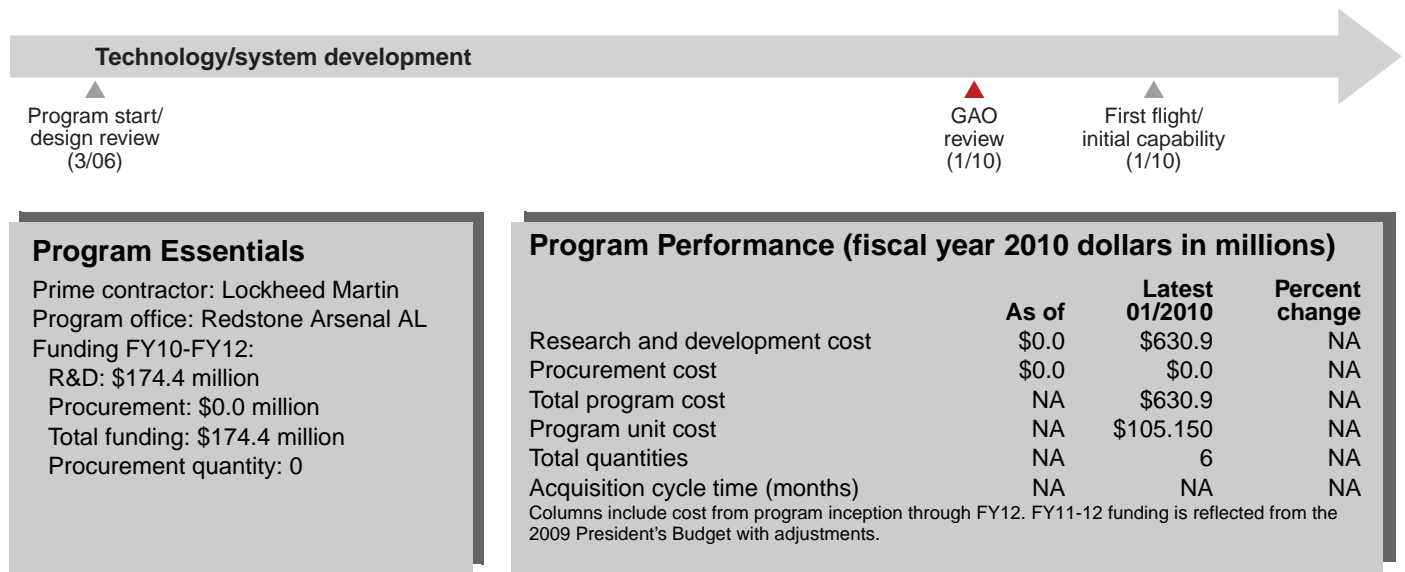 Technology/system development
Program start/
design review
(3/06)
GAO
review
(1/10)
First flight/
initial capability
(1/10)
Program Essentials
Prime contractor: Lockheed Martin
Program office: Redstone Arsenal AL
Funding FY10-FY12:
R&D: $174.4 million
Procurement: $0.0 million
Total funding: $174.4 million
Procurement quantity: 0
Program Performance (fiscal year 2010 dollars in millions)
As of Latest 01/2010 Percent change
Research and development cost $0.0 $630.9 NA
Procurement cost $0.0 $0.0 NA
Total program cost NA $630.9 NA
Program unit cost NA $105.150 NA
Total quantities NA 6 NA
Acquisition cycle time (months) NA NA NA
Columns include cost from program inception through FY12. FY11-12 funding is reflected from the
2009 President's Budget with adjustments.